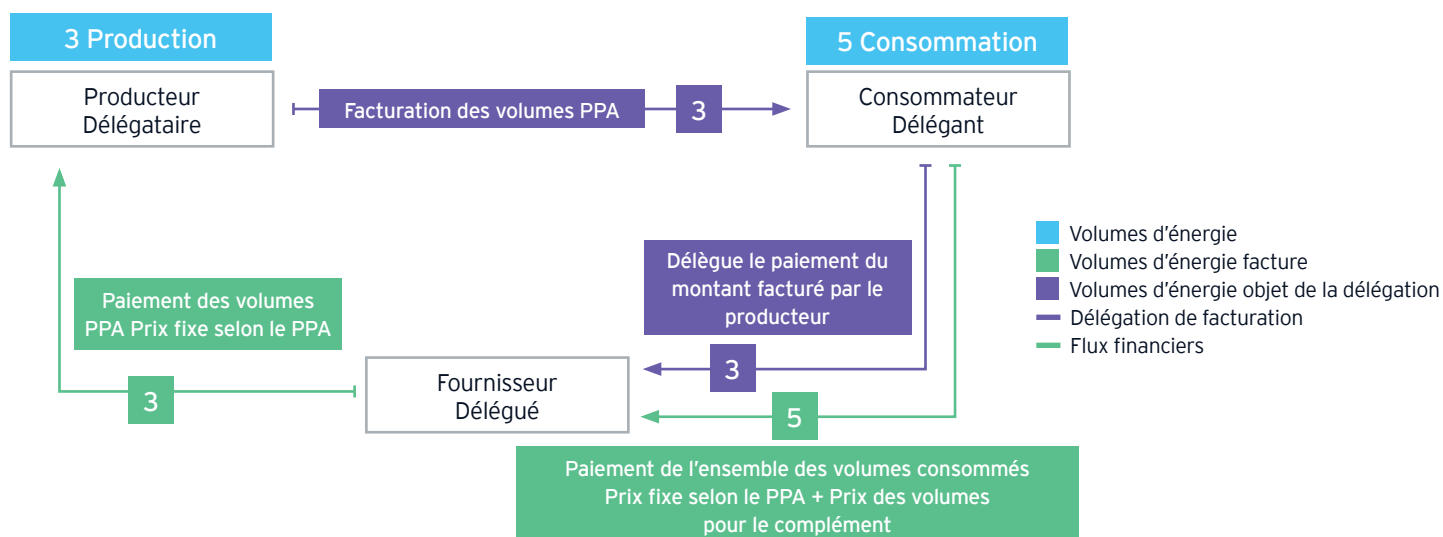 3 Production
5 Consommation
Producteur
Délégataire
Facturation des volumes PPA
3
Consommateur
Délégant
Volumes d'énergie
Volumes d'énergie facture
Volumes d'énergie objet de la délégation
Délégation de facturation
Flux financiers
Délègue le paiement du
montant facturé par le
producteur
Paiement des volumes
PPA Prix fixe selon le PPA
3
3
Fournisseur
Délégué
5
Paiement de l'ensemble des volumes consommés
Prix fixe selon le PPA + Prix des volumes
pour le complément